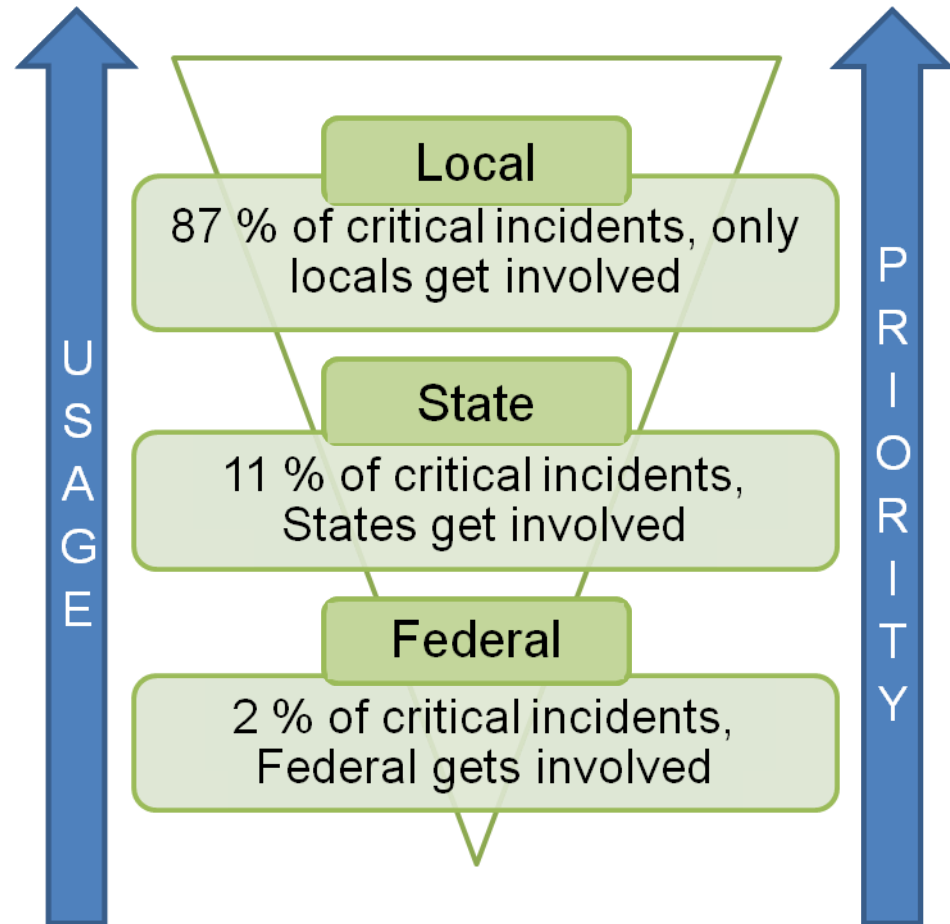 USAGE
Local
87 % of critical incidents, only
locals get involved
State
11 % of critical incidents,
States get involved
Federal
2 % of critical incidents,
Federal gets involved
PRIORITY